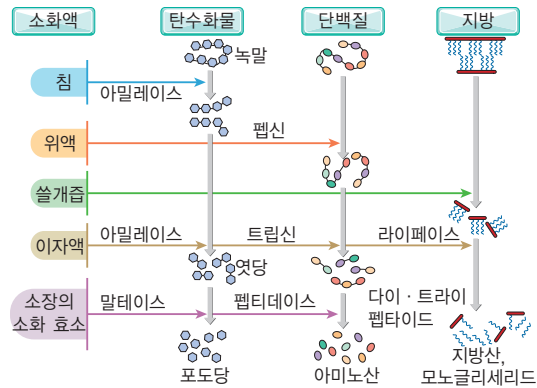 소화액
탄수화물
단백질
지방
녹말
침
아밀레이스
위액
펩신
쓸개즙
이자액
아밀레이스
트립신
라이페이스
엿당
소장의
소화 효소
말테이스
펩티데이스
다이 · 트라이
펩타이드
포도당
아미노산
지방산,
모노글리세리드